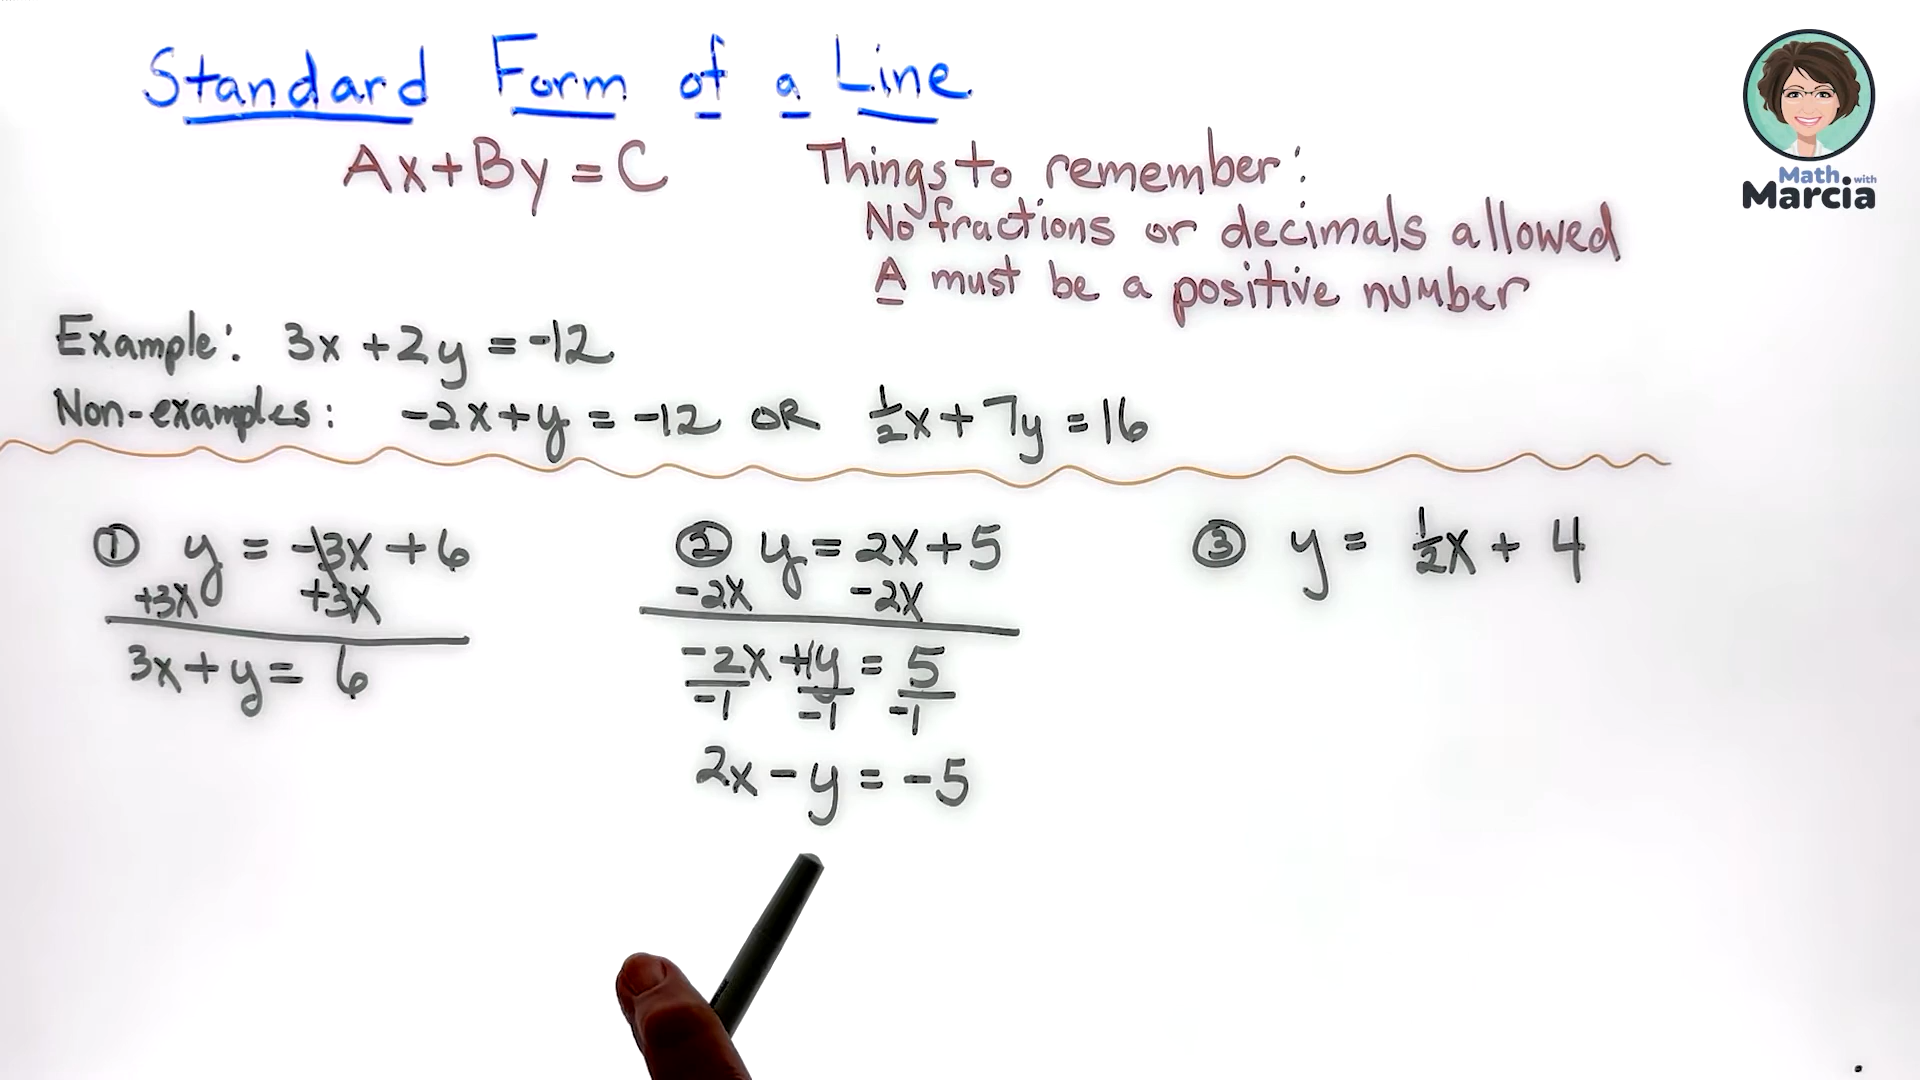 Standard Form of a Line
Math with
Marcia
Ax+By=C
Things to remember:
No fractions or decimals allowed
A must be a positive number
Example: 3x+2y=-12
Non-examples: -2x+y=-12 OR 1/2x+7y=16
① y=-3x+6
+3x +3x
3x+y=6
② y=2x+5
-2x -2x
-2x+1y=5
-1 -1 -1
2x-y=-5
③ y=1/2x+4